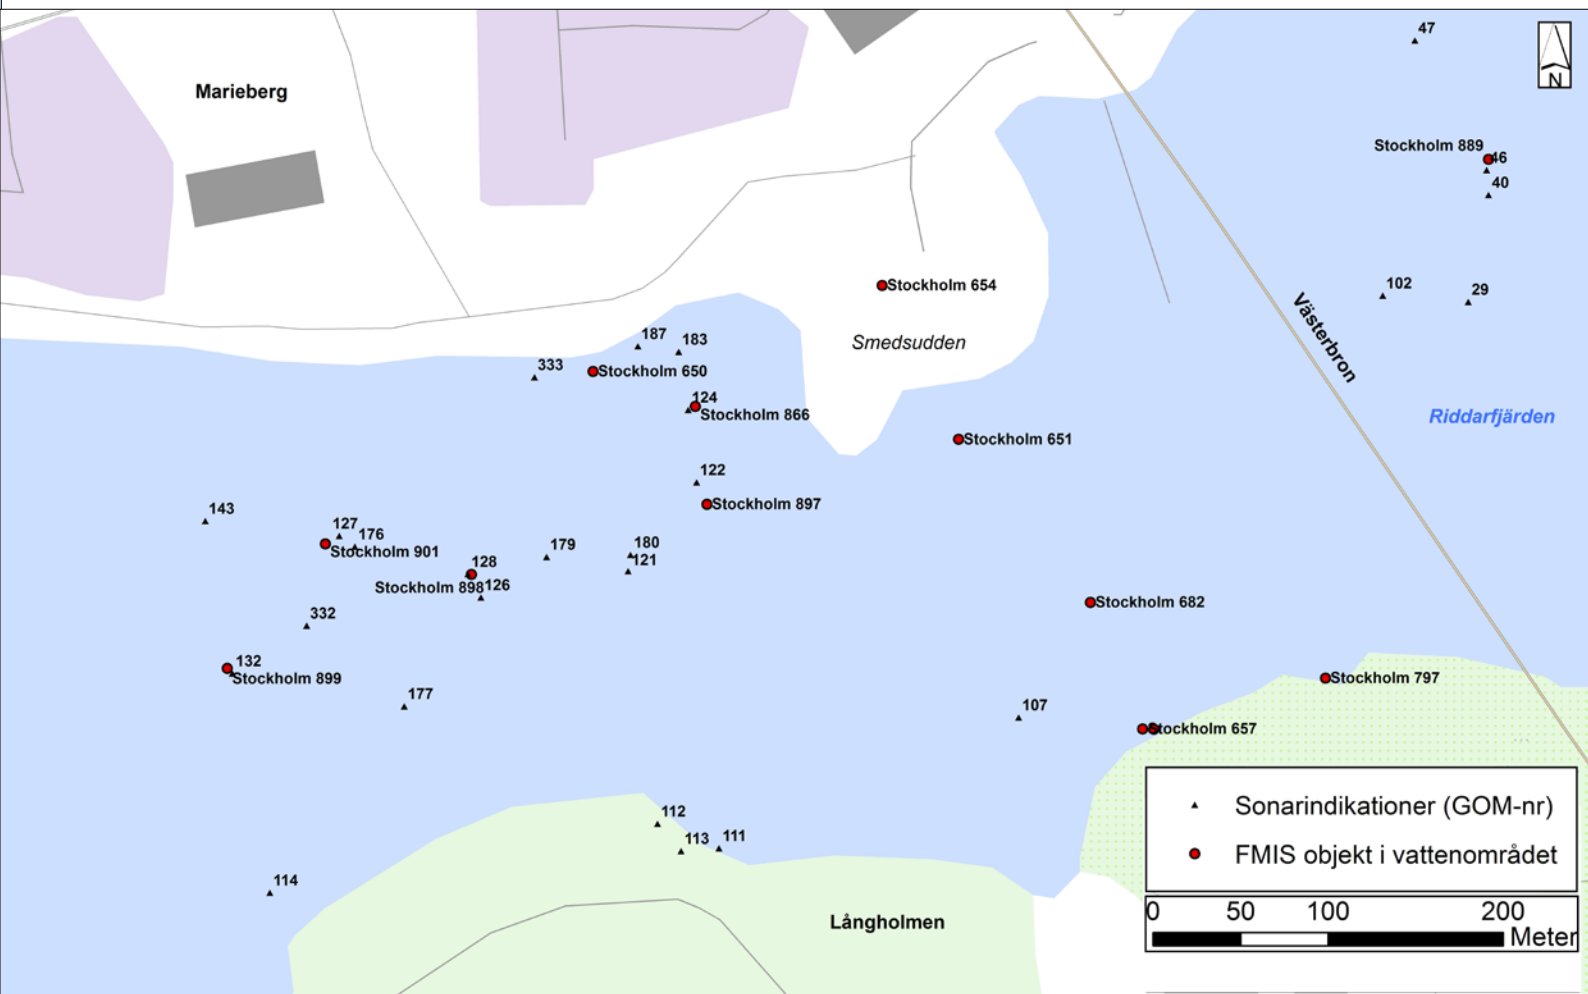 47
Marieberg
N
Stockholm 889
46
40
Stockholm 654
102
29
Västerbron
187
183
Smedsudden
333
Stockholm 650
124
Stockholm 866
Riddarfjärden
Stockholm 651
122
Stockholm 897
143
127
176
Stockholm 901
179
180
121
128
Stockholm 898
126
Stockholm 682
332
132
Stockholm 899
Stockholm 797
177
107
Stockholm 657
112
113
111
114
Långholmen
Sonarindikationer (GOM-nr)
FMIS objekt i vattenområdet
0 50 100 200
Meter